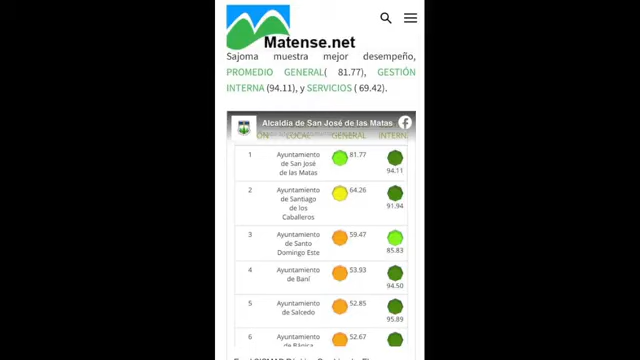 Matense.net
Sajoma muestra mejor desempeño,
PROMEDIO GENERAL( 81.77), GESTIÓN
INTERNA (94.11), y SERVICIOS ( 69.42).
Alcaldía de San José de las Matas
ÓN LOCAL GENERAL INTERN
1 Ayuntamiento 81.77
de San José
de las Matas 94.11
2 Ayuntamiento 64.26
de Santiago
de los 91.94
Caballeros
3 Ayuntamiento 59.47
de Santo
Domingo Este 85.83
4 Ayuntamiento 53.93
de Baní
94.50
5 Ayuntamiento 52.85
de Salcedo
95.89
6 Ayuntamiento 52.67